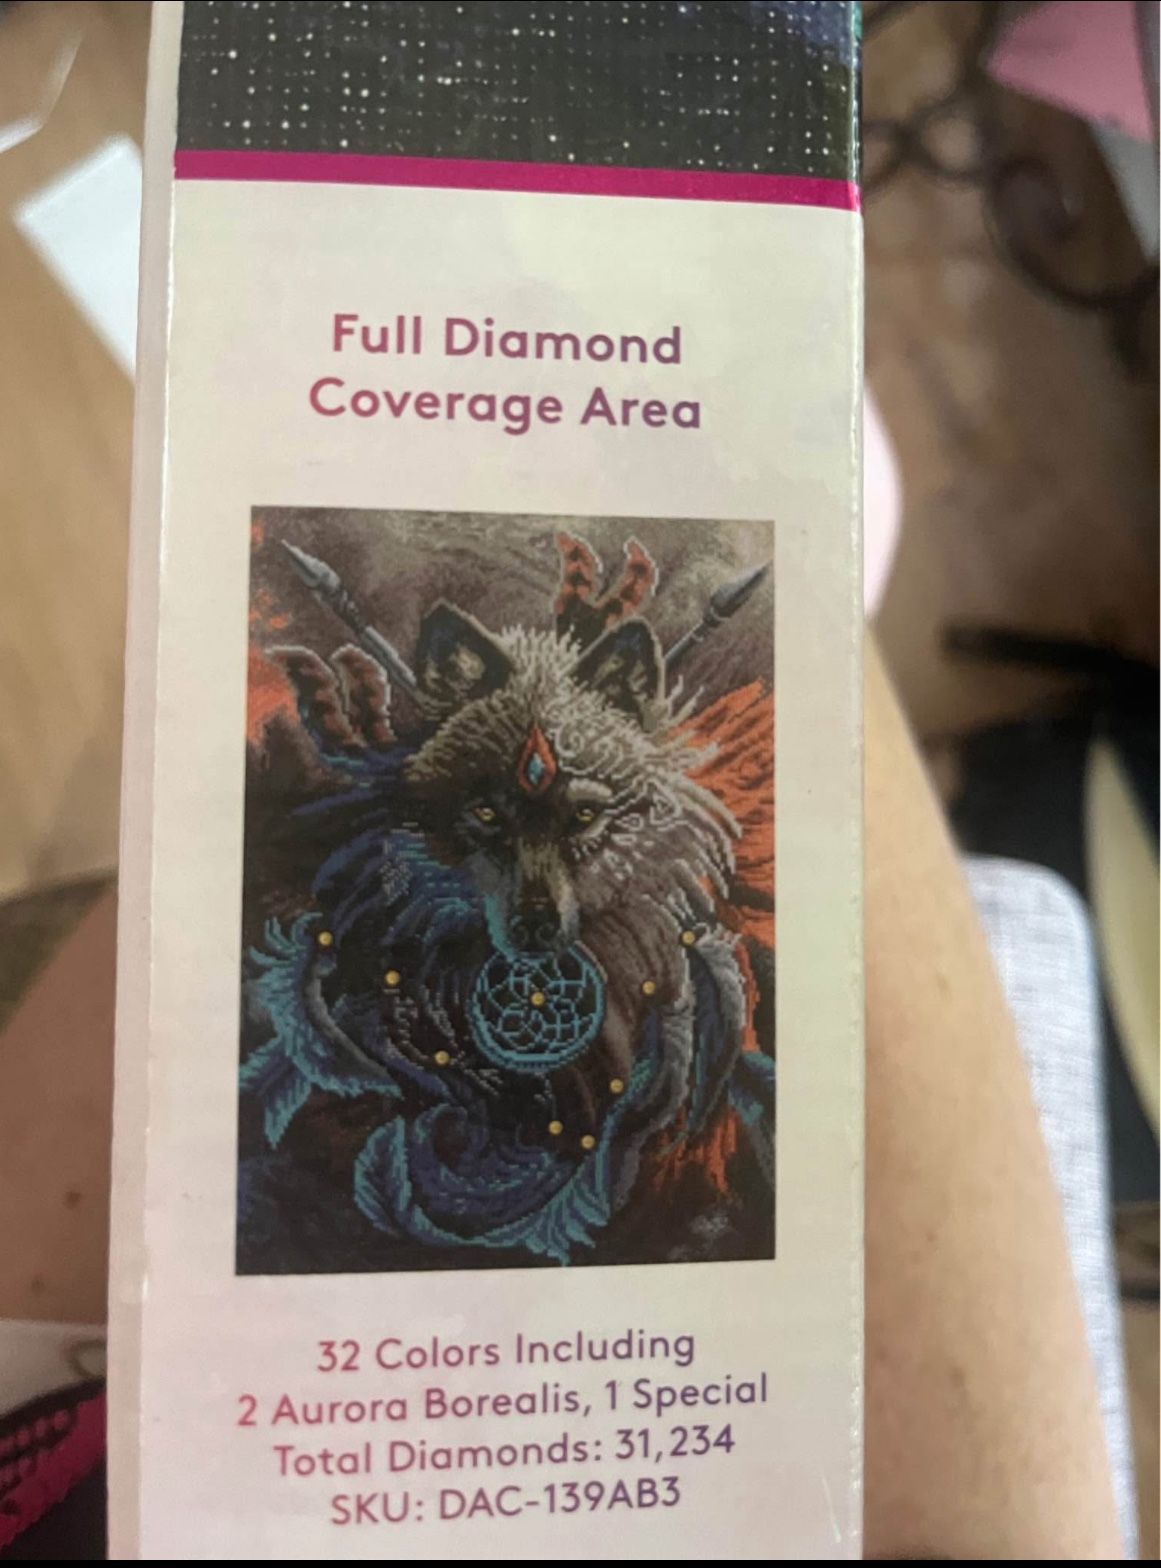 Full Diamond
Coverage Area
32 Colors Including
2 Aurora Borealis, 1 Special
Total Diamonds: 31,234
SKU: DAC-139AB3